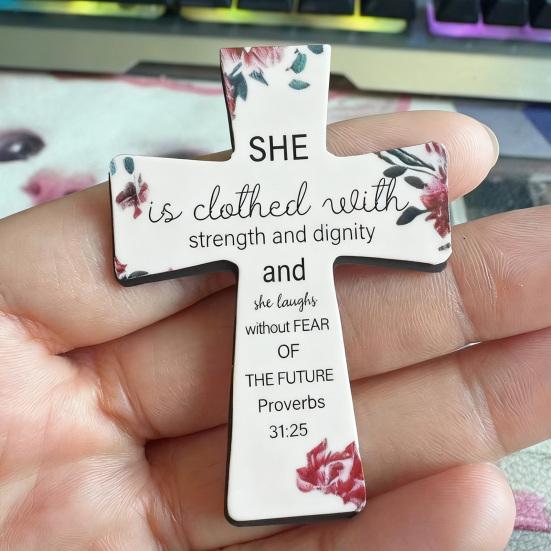 SHE
is clothed with
strength and dignity
and
she laughs
without FEAR
OF
THE FUTURE
Proverbs
31:25